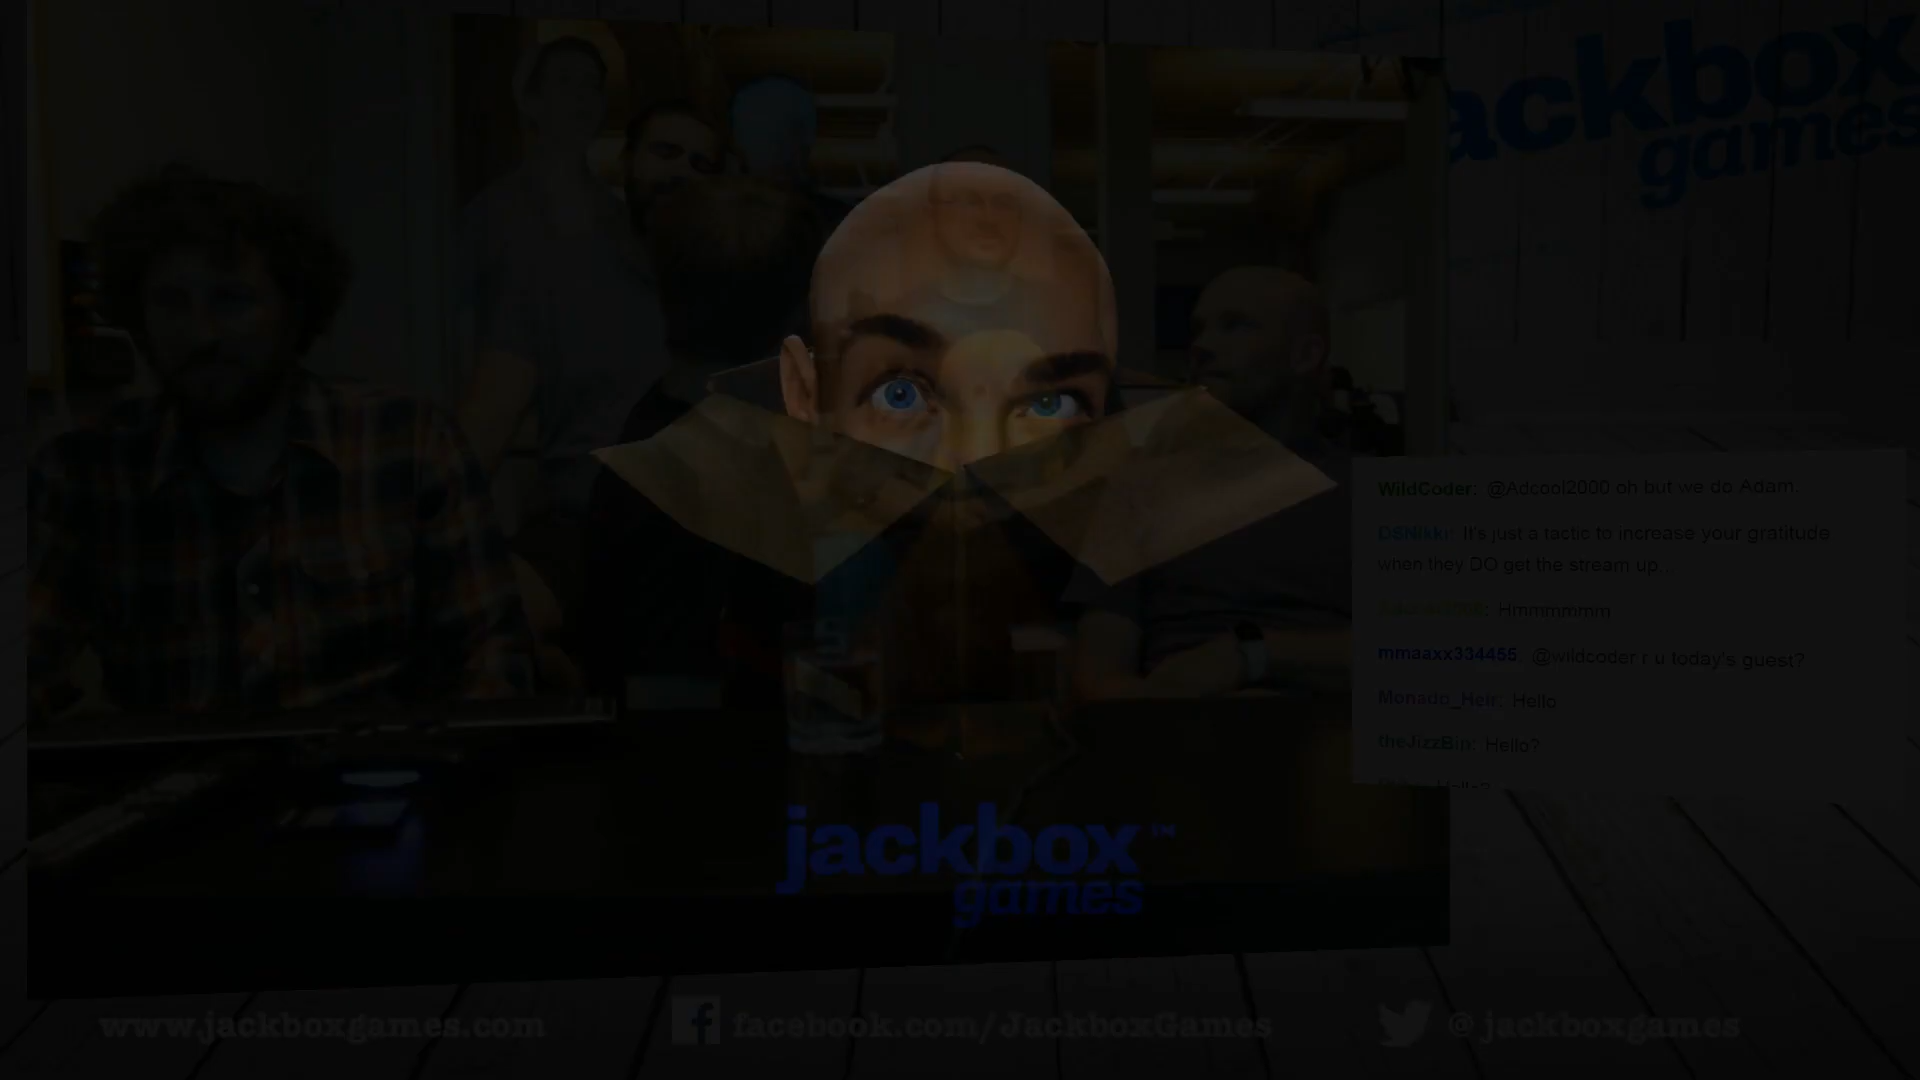 jackbox
games
WildCoder: @Adcool2000 oh but we do Adam.
DSNikki: It's just a tactic to increase your gratitude
when they DO get the stream up...
Hmmmmmm
mmaaxx334455: @wildcoder r u today's guest?
Monado_Heir: Hello
theJizzBin: Hello?
Hello?
jackbox™
games
www.jackboxgames.com
facebook.com/JackboxGames
@jackboxgames